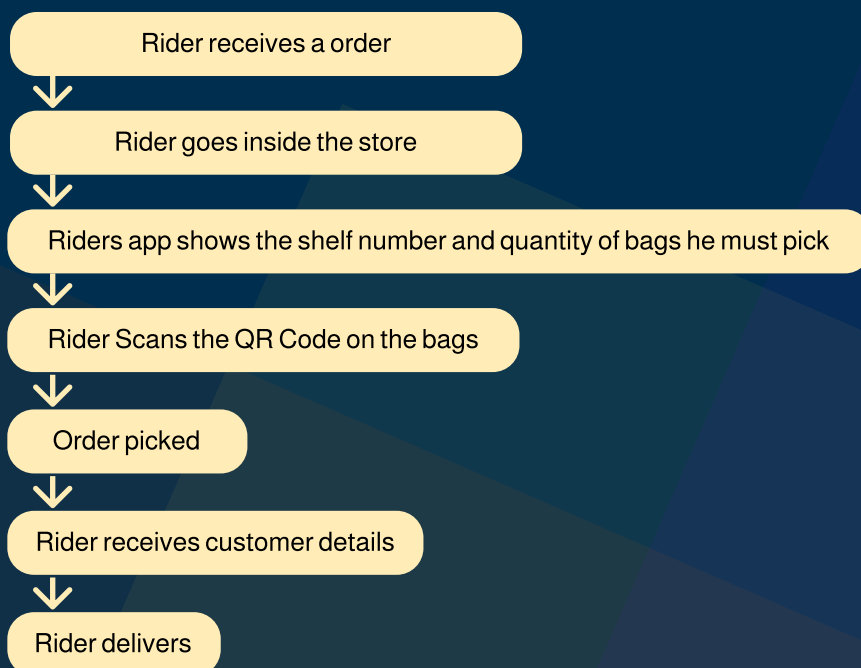 Rider receives a order
Rider goes inside the store
Riders app shows the shelf number and quantity of bags he must pick
Rider Scans the QR Code on the bags
Order picked
Rider receives customer details
Rider delivers